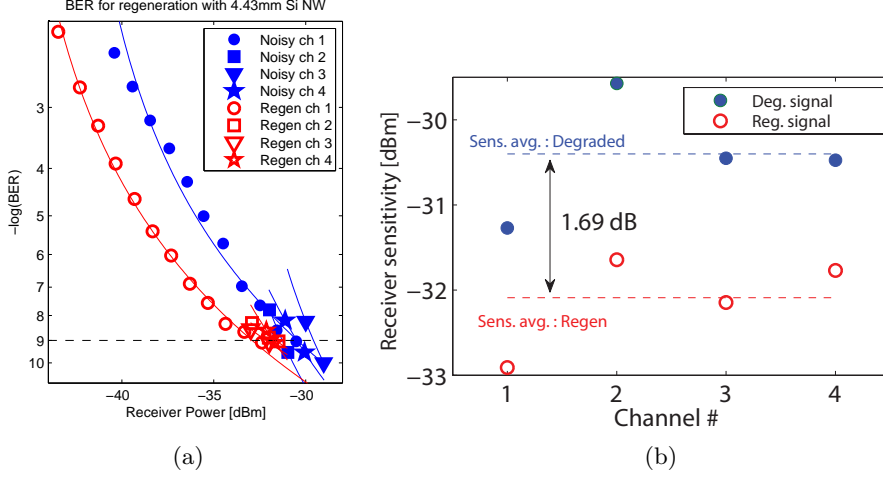 BER for regeneration with 4.43mm Si NW
Noisy ch 1
Noisy ch 2
Noisy ch 3
Noisy ch 4
Regen ch 1
Regen ch 2
Regen ch 3
Regen ch 4
−log(BER)
3
4
5
6
7
8
9
10
−40
−35
−30
Receiver Power [dBm]
(a)
Deg. signal
Reg. signal
Sens. avg. : Degraded
1.69 dB
Sens. avg. : Regen
Receiver sensitivity [dBm]
−30
−31
−32
−33
1
2
3
4
Channel #
(b)